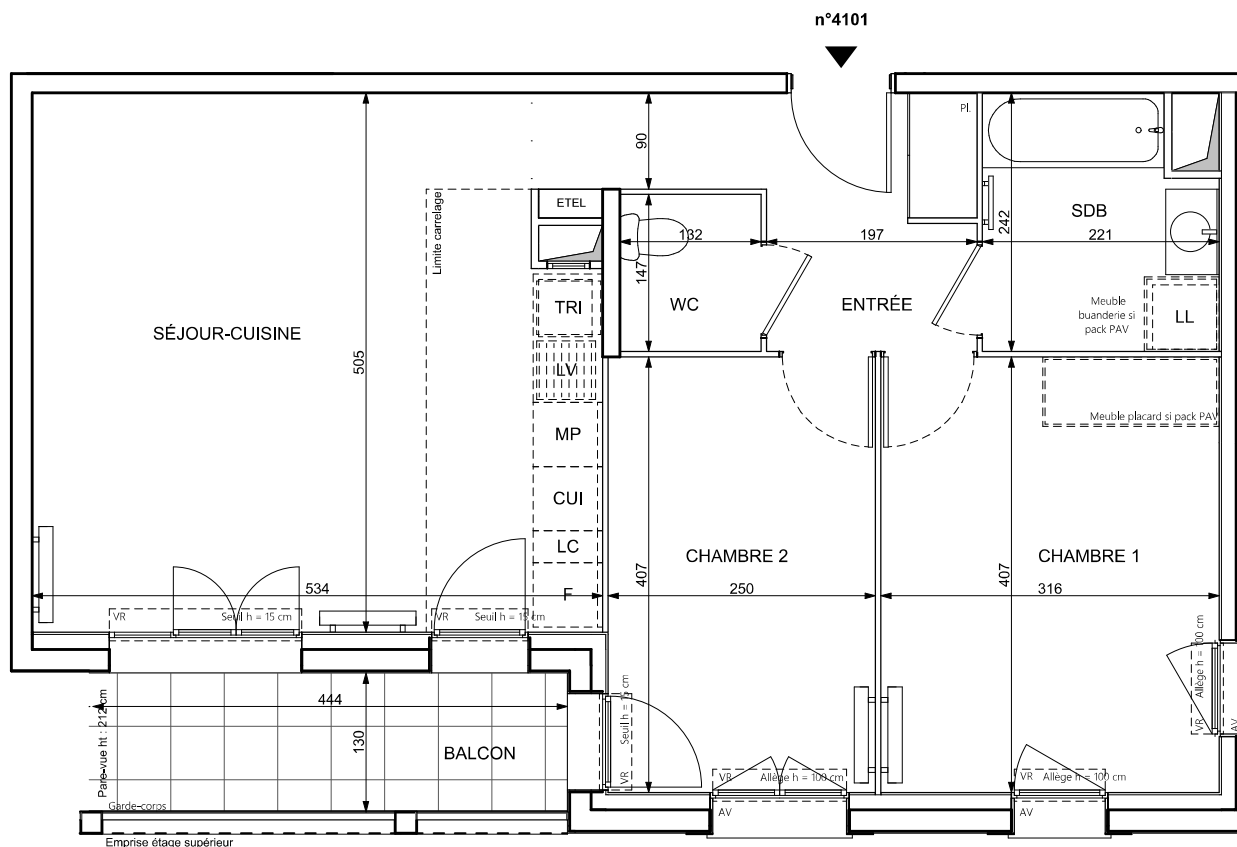 n°4101
Pl.
90
ETEL
Limite carrelage
132
147
WC
197
ENTRÉE
242
SDB
221
Meuble
buanderie si
pack PAV
LL
SÉJOUR-CUISINE
505
TRI
LV
MP
CUI
LC
F
Meuble placard si pack PAV
CHAMBRE 2
407
250
CHAMBRE 1
407
316
534
VR
Seuil h = 15 cm
VR
Seuil h = 15 cm
Allège h = 100 cm
VR
AV
Pare-vue ht : 212 cm
444
130
BALCON
Seuil h = 15 cm
VR
VR
Allège h = 100 cm
AV
VR
Allège h = 100 cm
AV
Garde-corps
Emprise étage supérieur